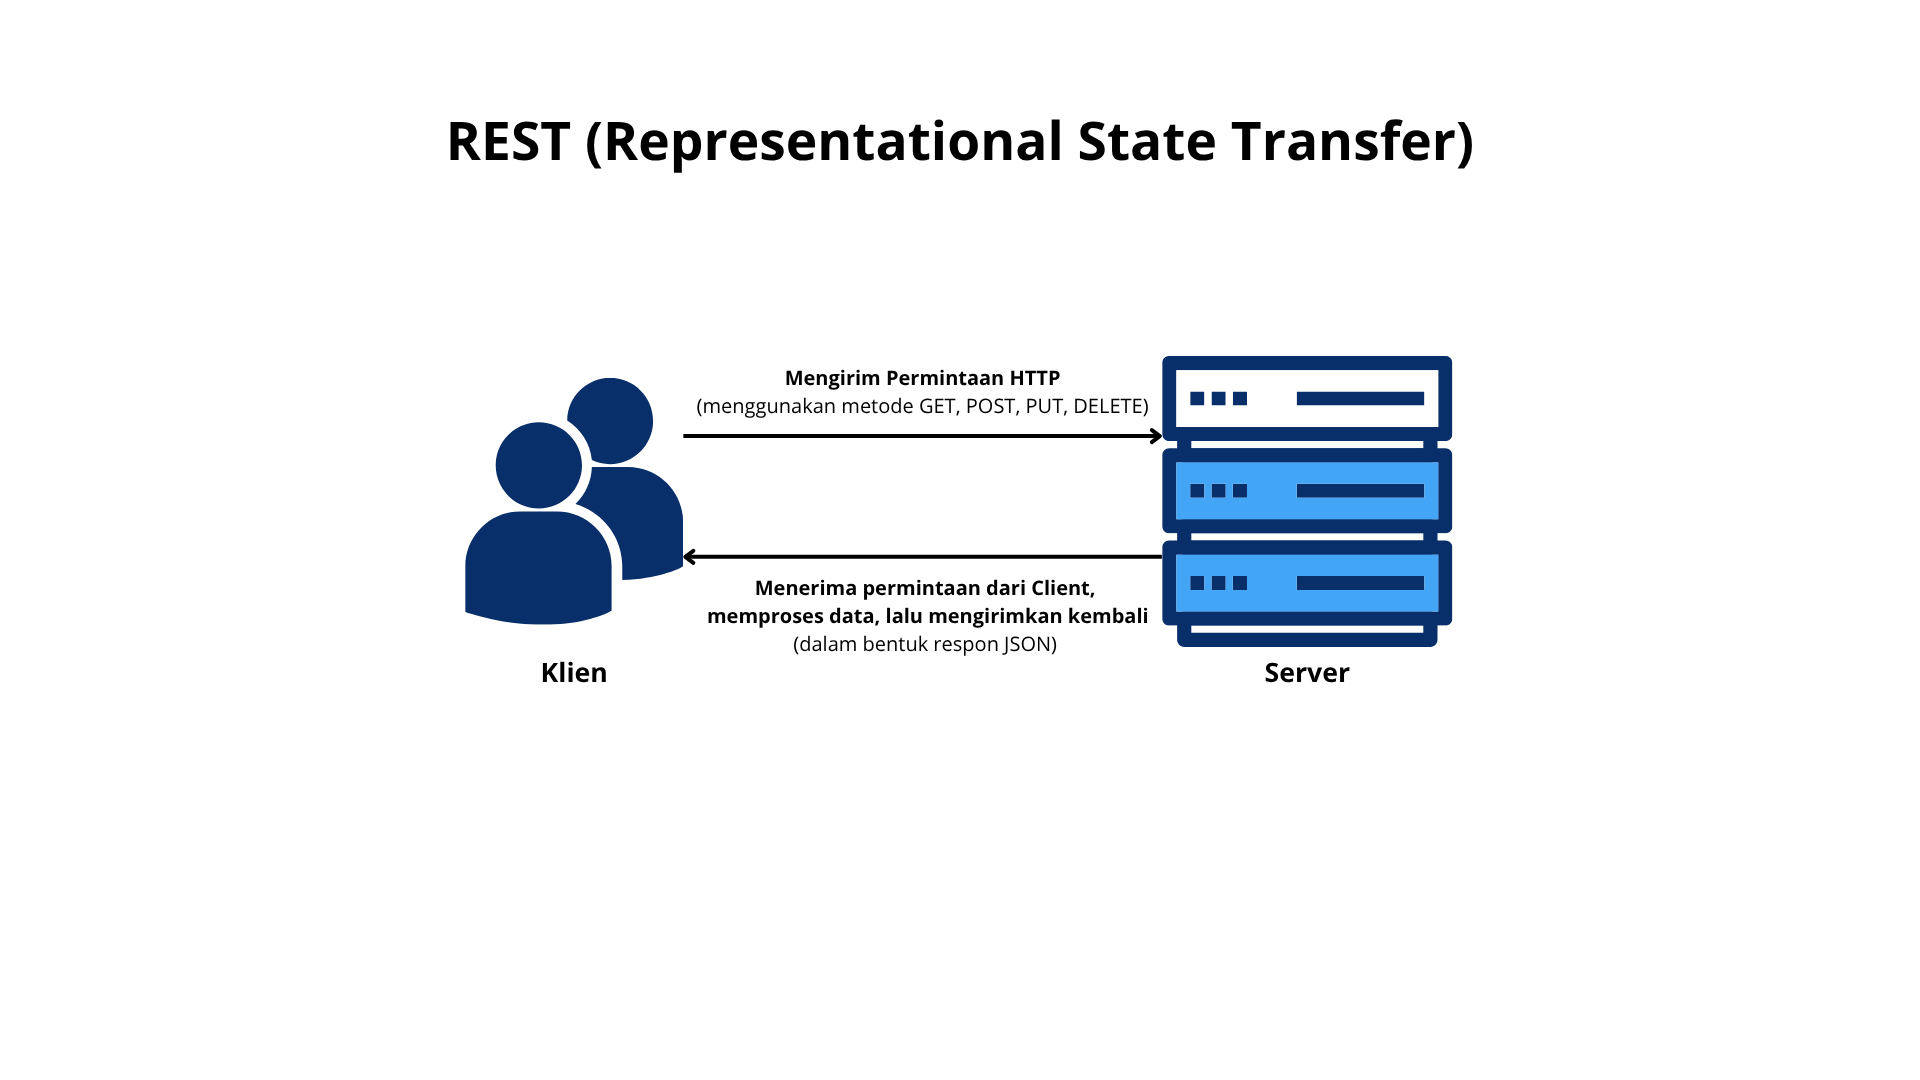 REST (Representational State Transfer)
Mengirim Permintaan HTTP
(menggunakan metode GET, POST, PUT, DELETE)
Menerima permintaan dari Client,
memproses data, lalu mengirimkan kembali
(dalam bentuk respon JSON)
Klien
Server